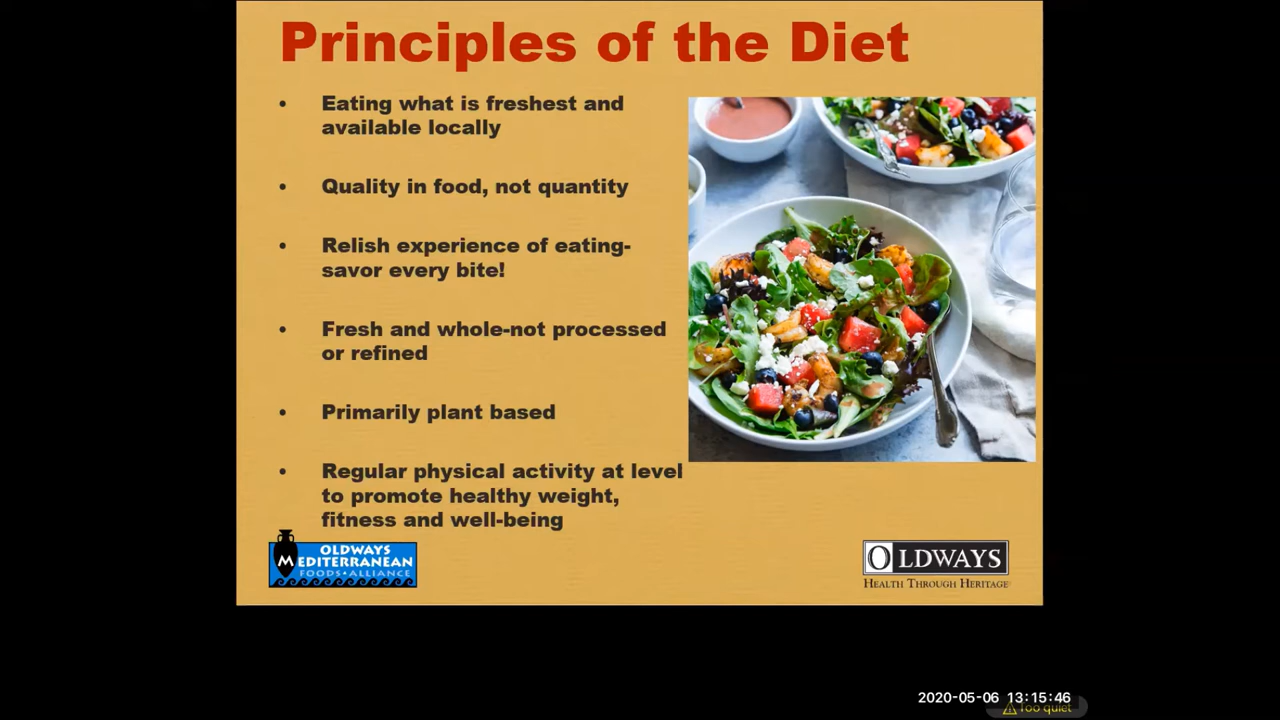 Principles of the Diet
• Eating what is freshest and
available locally
• Quality in food, not quantity
• Relish experience of eating-
savor every bite!
• Fresh and whole-not processed
or refined
• Primarily plant based
• Regular physical activity at level
to promote healthy weight,
fitness and well-being
OLDWAYS
MEDITERRANEAN
FOODS▲ALLIANCE
OLDWAYS
HEALTH THROUGH HERITAGE
2020-05-06 13:15:46
Too quiet